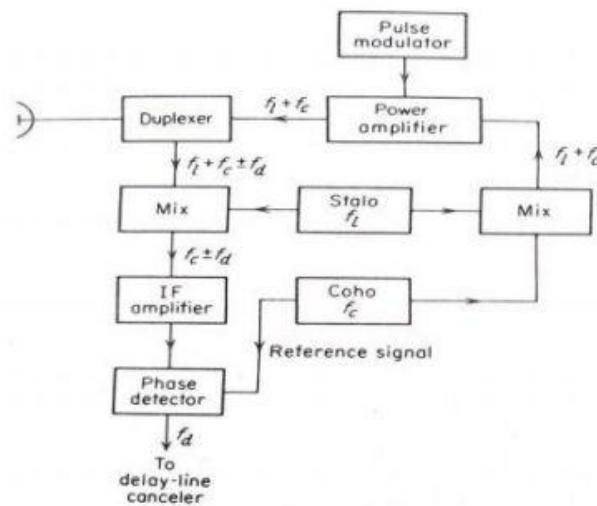 Pulse
modulator
Duplexer
f_l + f_c
Power
amplifier
f_l + f_c
f_l + f_c ± f_d
Mix
Stalo
f_l
Mix
f_c ± f_d
IF
amplifier
Coho
f_c
Reference signal
Phase
detector
f_d
To
delay-line
canceler